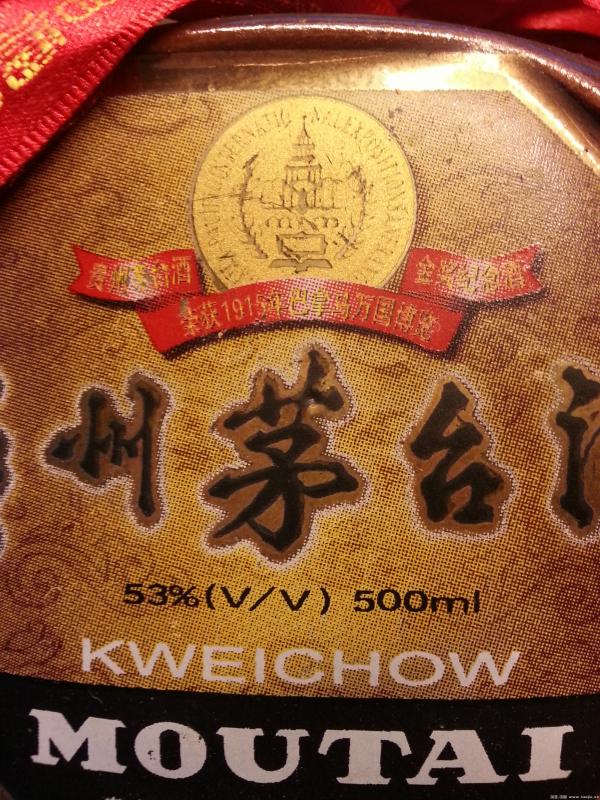 贵州茅台酒 金奖纪念酒
荣获1915年巴拿马万国博览
州茅台
53%(V/V) 500ml
KWEICHOW
MOUTAI